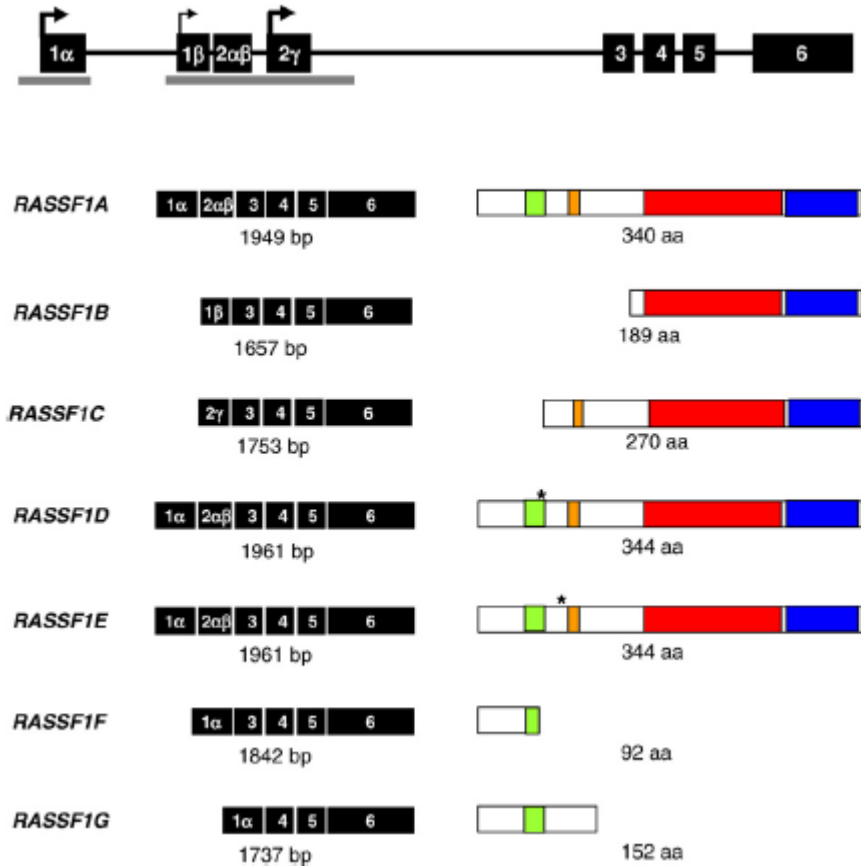 1α 1β 2αβ 2γ 3 4 5 6
RASSF1A 1α 2αβ 3 4 5 6
1949 bp 340 aa
RASSF1B 1β 3 4 5 6
1657 bp 189 aa
RASSF1C 2γ 3 4 5 6
1753 bp 270 aa
RASSF1D 1α 2αβ 3 4 5 6 *
1961 bp 344 aa
RASSF1E 1α 2αβ 3 4 5 6 *
1961 bp 344 aa
RASSF1F 1α 3 4 5 6
1842 bp 92 aa
RASSF1G 1α 4 5 6
1737 bp 152 aa